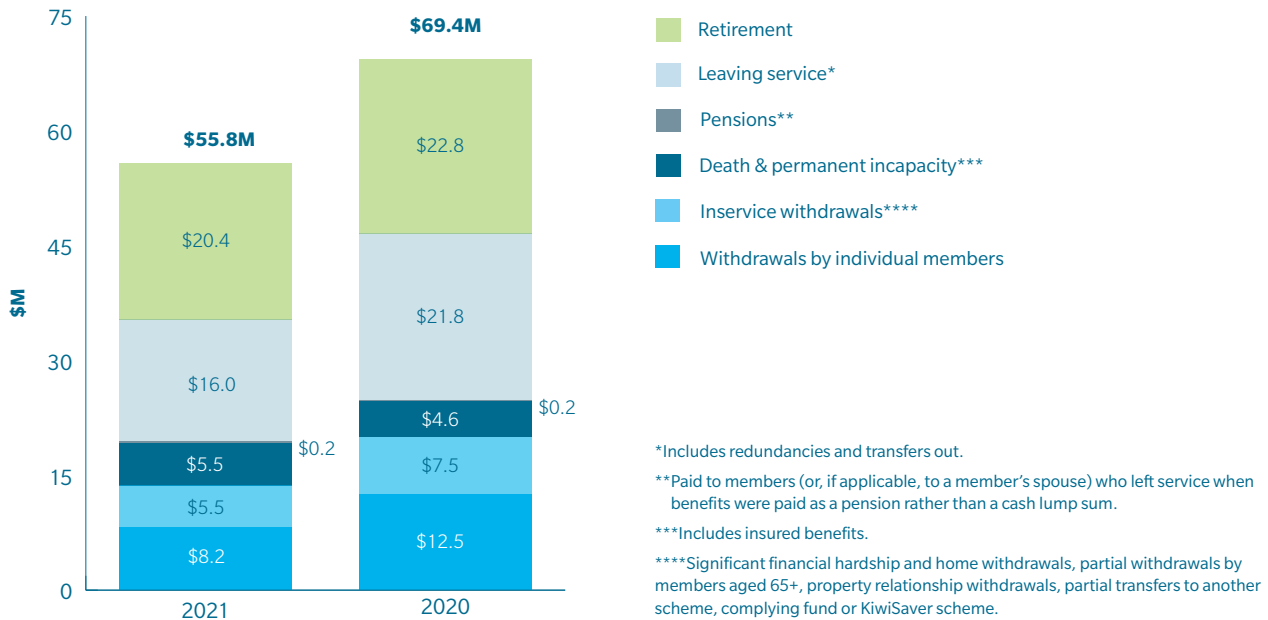 75
60
45
30
15
0
$M
$55.8M
$20.4
$16.0
$0.2
$5.5
$5.5
$8.2
2021
$69.4M
$22.8
$21.8
$0.2
$4.6
$7.5
$12.5
2020
Retirement
Leaving service*
Pensions**
Death & permanent incapacity***
Inservice withdrawals****
Withdrawals by individual members
*Includes redundancies and transfers out.
**Paid to members (or, if applicable, to a member’s spouse) who left service when
benefits were paid as a pension rather than a cash lump sum.
***Includes insured benefits.
****Significant financial hardship and home withdrawals, partial withdrawals by
members aged 65+, property relationship withdrawals, partial transfers to another
scheme, complying fund or KiwiSaver scheme.